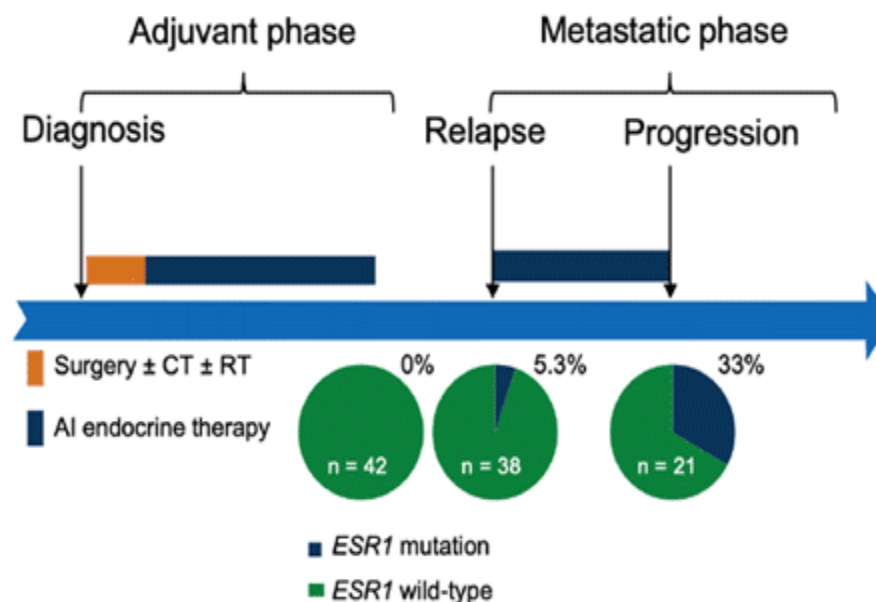 Adjuvant phase
Metastatic phase
Diagnosis
Relapse
Progression
Surgery ± CT ± RT
AI endocrine therapy
0%
5.3%
33%
n = 42
n = 38
n = 21
ESR1 mutation
ESR1 wild-type